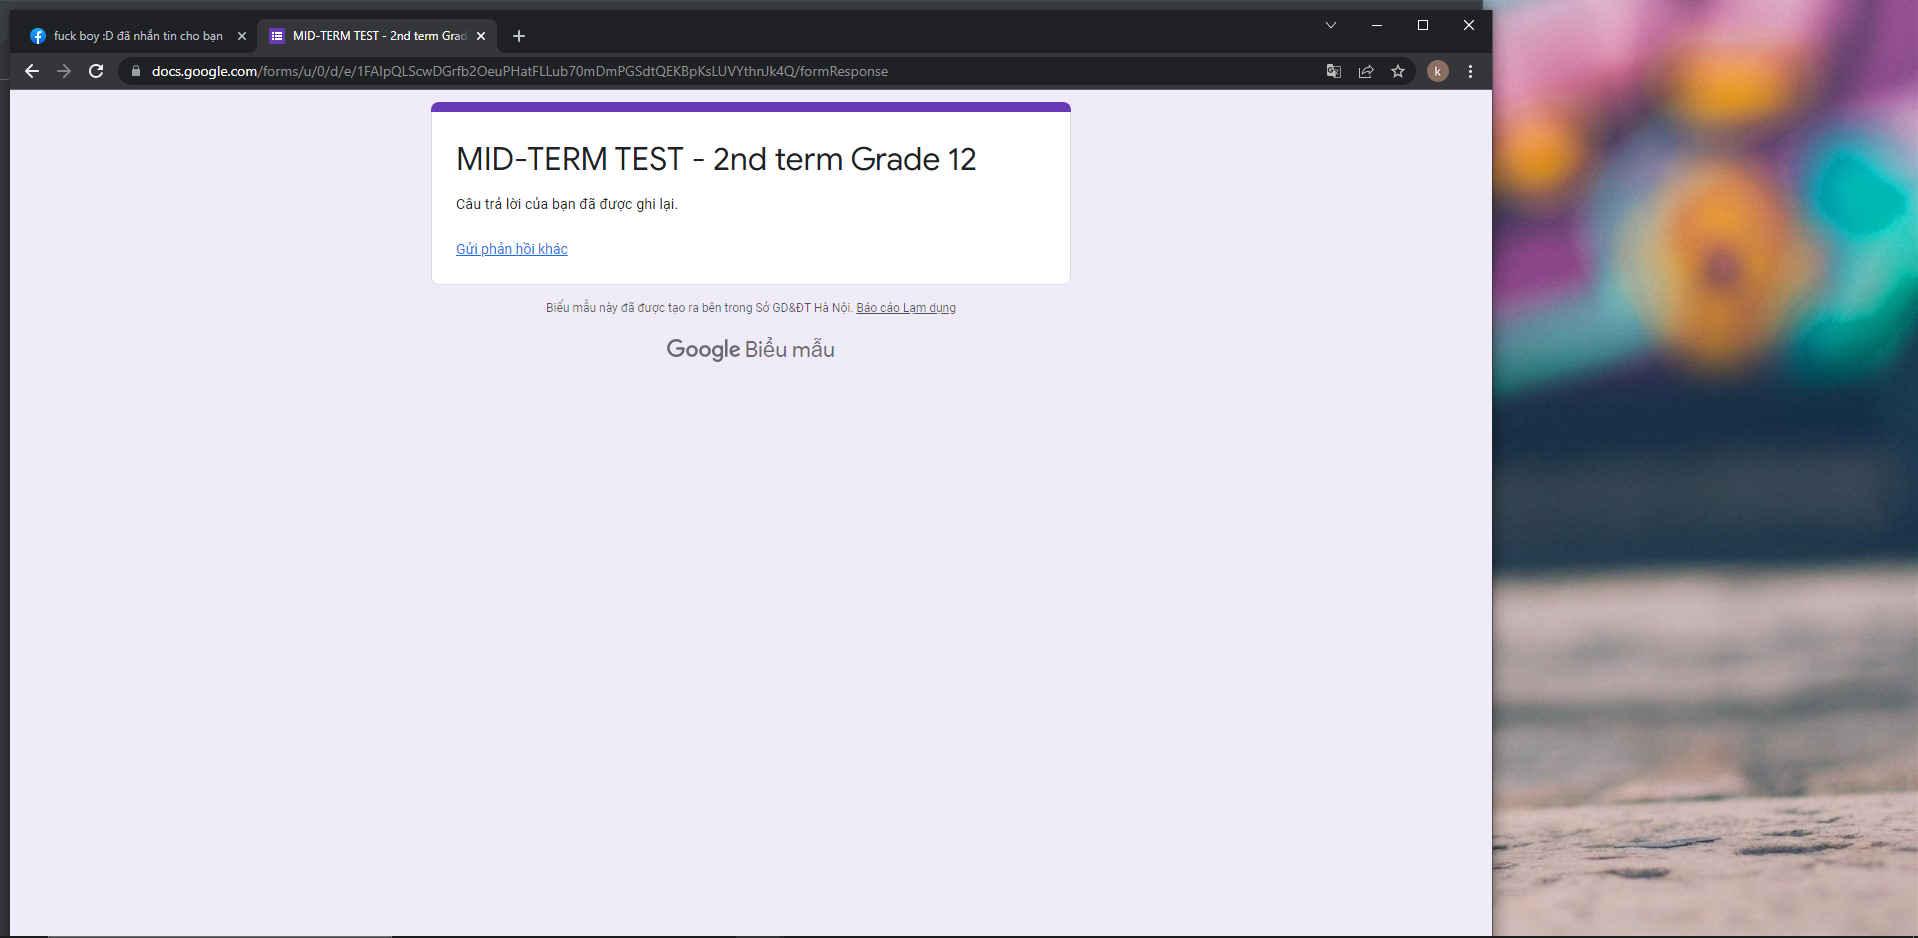 fuck boy :D đã nhắn tin cho bạn
MID-TERM TEST - 2nd term Grad
docs.google.com/forms/u/0/d/e/1FAIpQLScwDGrfb2OeuPHatFLLub70mDmPGSdtQEKBpKsLUVYthnJk4Q/formResponse
k
MID-TERM TEST - 2nd term Grade 12
Câu trả lời của bạn đã được ghi lại.
Gửi phản hồi khác
Biểu mẫu này đã được tạo ra bên trong Sở GD&ĐT Hà Nội. Báo cáo Lạm dụng
Google Biểu mẫu